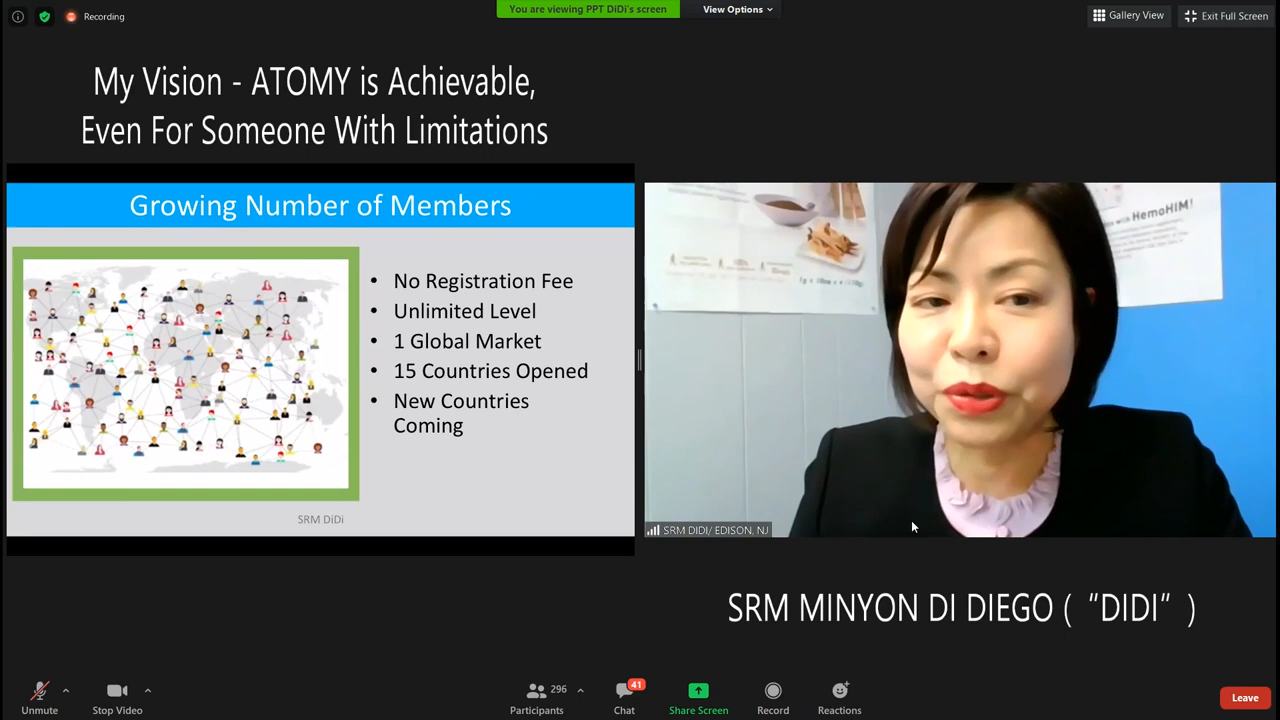 Recording
You are viewing PPT DiDi's screen
View Options
Gallery View
Exit Full Screen
My Vision - ATOMY is Achievable,
Even For Someone With Limitations
Growing Number of Members
• No Registration Fee
• Unlimited Level
• 1 Global Market
• 15 Countries Opened
• New Countries
Coming
SRM DiDi
with HemoHIM!
SRM DIDI/ EDISON, NJ
SRM MINYON DI DIEGO ( "DIDI" )
Unmute
Stop Video
296
Participants
41
Chat
Share Screen
Record
Reactions
Leave